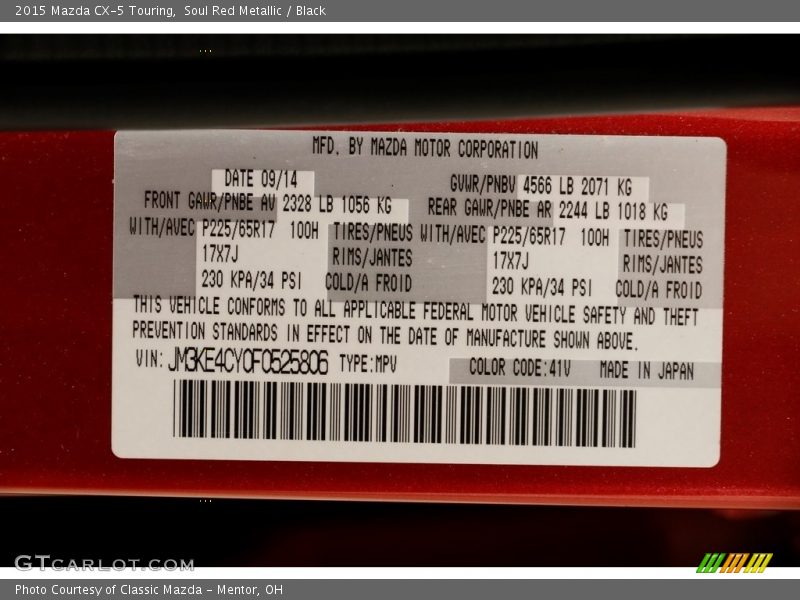 2015 Mazda CX-5 Touring, Soul Red Metallic / Black
MFD. BY MAZDA MOTOR CORPORATION
DATE 09/14 GVWR/PNBV 4566 LB 2071 KG
FRONT GAWR/PNBE AV 2328 LB 1056 KG REAR GAWR/PNBE AR 2244 LB 1018 KG
WITH/AVEC P225/65R17 100H TIRES/PNEUS WITH/AVEC P225/65R17 100H TIRES/PNEUS
17X7J RIMS/JANTES 17X7J RIMS/JANTES
230 KPA/34 PSI COLD/A FROID 230 KPA/34 PSI COLD/A FROID
THIS VEHICLE CONFORMS TO ALL APPLICABLE FEDERAL MOTOR VEHICLE SAFETY AND THEFT
PREVENTION STANDARDS IN EFFECT ON THE DATE OF MANUFACTURE SHOWN ABOVE.
VIN: JM3KE4CY0F0525806 TYPE:MPV COLOR CODE:41V MADE IN JAPAN
GTCARLOT.COM
Photo Courtesy of Classic Mazda - Mentor, OH